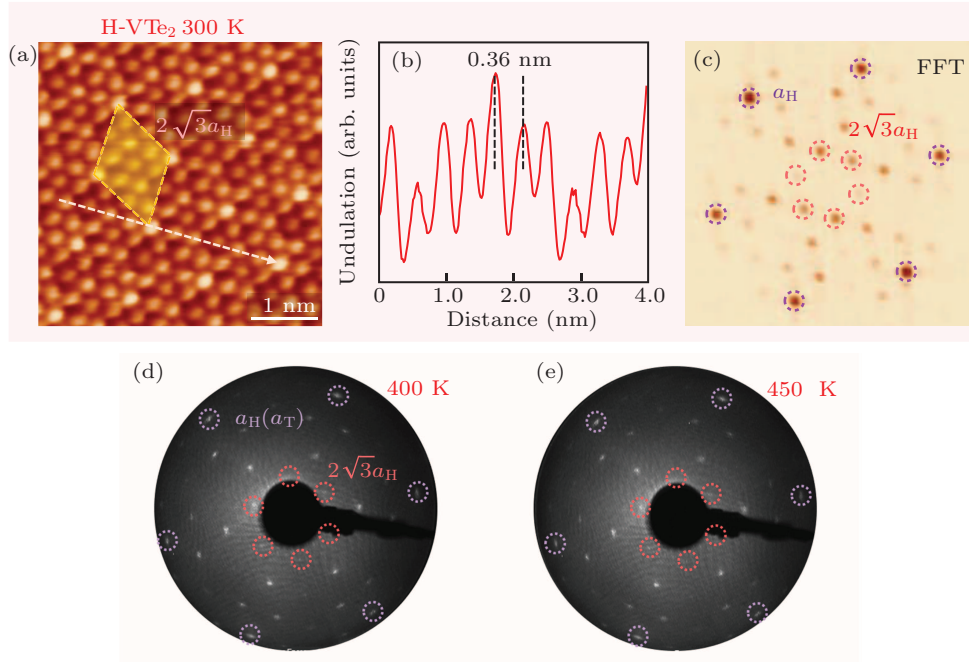 H-VTe₂ 300 K
(a)
2√3a_H
1 nm
(b)
0.36 nm
Undulation (arb. units)
0 1.0 2.0 3.0 4.0
Distance (nm)
(c)
FFT
a_H
2√3a_H
(d)
400 K
a_H(a_T)
2√3a_H
(e)
450 K